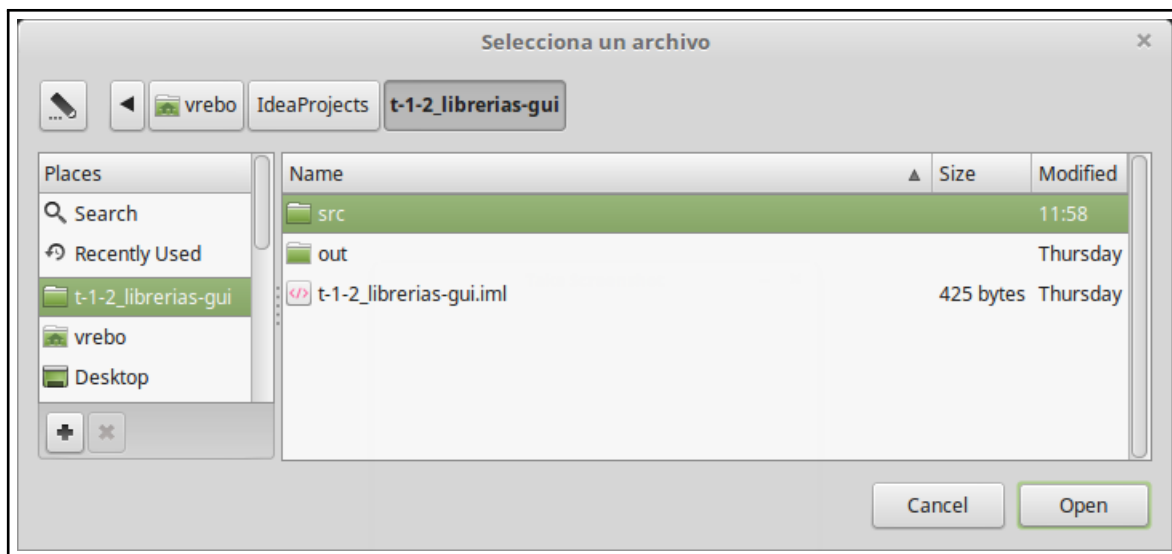 Selecciona un archivo
vrebo IdeaProjects t-1-2_librerias-gui
Places
Search
Recently Used
t-1-2_librerias-gui
vrebo
Desktop
Name Size Modified
src 11:58
out Thursday
t-1-2_librerias-gui.iml 425 bytes Thursday
Cancel Open